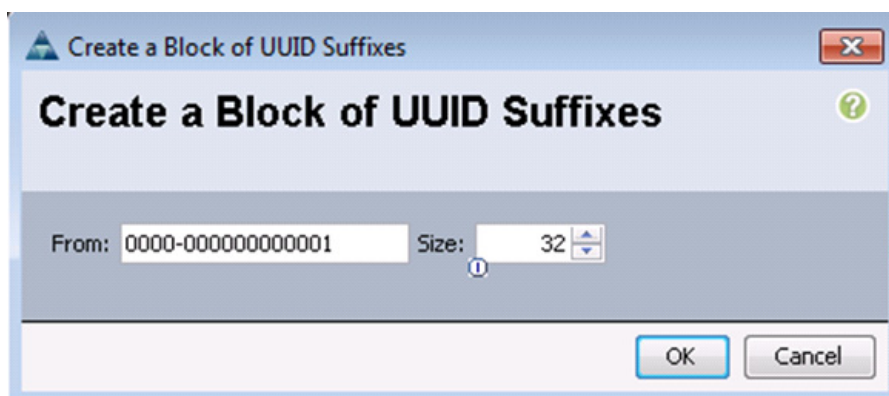 Create a Block of UUID Suffixes
Create a Block of UUID Suffixes
From: 0000-000000000001 Size: 32
OK Cancel